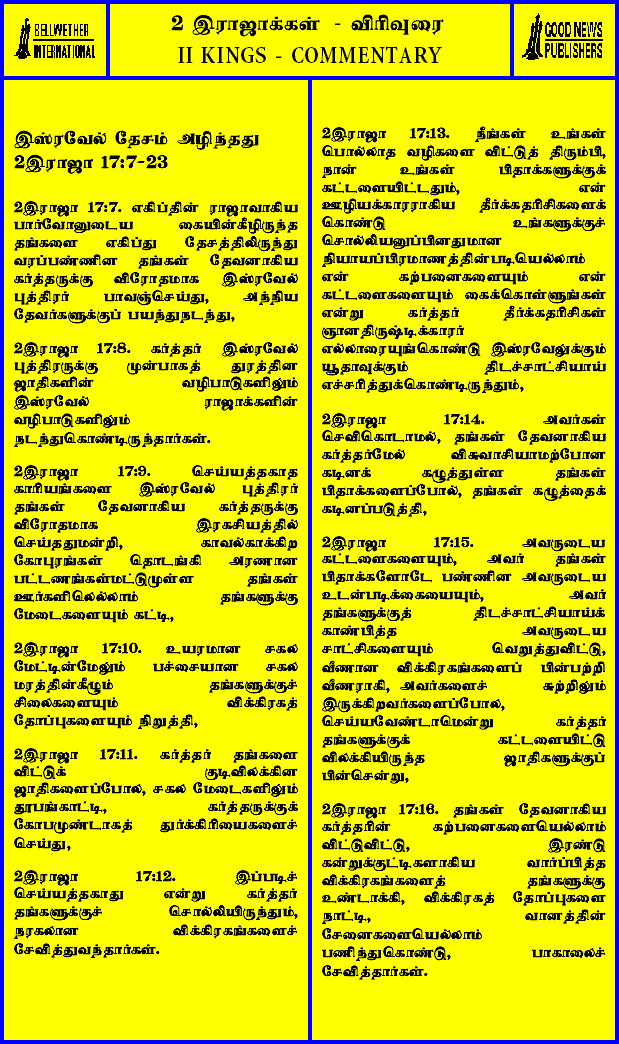 BELLWETHER
INTERNATIONAL
2 இராஜாக்கள் - விரிவுரை
II KINGS - COMMENTARY
GOOD NEWS
PUBLISHERS
இஸ்ரவேல் தேசம் அழிந்தது
2இராஜா 17:7-23
2இராஜா 17:7. எகிப்தின் ராஜாவாகிய
பார்வோனுடைய கையின்கீழிருந்த
தங்களை எகிப்து தேசத்திலிருந்து
வரப்பண்ணின தங்கள் தேவனாகிய
கர்த்தருக்கு விரோதமாக இஸ்ரவேல்
புத்திரர் பாவஞ்செய்து, அந்நிய
தேவர்களுக்குப் பயந்துநடந்து,
2இராஜா 17:8. கர்த்தர் இஸ்ரவேல்
புத்திரருக்கு முன்பாகத் துரத்தின
ஜாதிகளின் வழிபாடுகளிலும்
இஸ்ரவேல் ராஜாக்களின்
வழிபாடுகளிலும்
நடந்துகொண்டிருந்தார்கள்.
2இராஜா 17:9. செய்யத்தகாத
காரியங்களை இஸ்ரவேல் புத்திரர்
தங்கள் தேவனாகிய கர்த்தருக்கு
விரோதமாக இரகசியத்தில்
செய்ததுமன்றி, காவல்காக்கிற
கோபுரங்கள் தொடங்கி அரணான
பட்டணங்கள்மட்டுமுள்ள தங்கள்
ஊர்களிலெல்லாம் தங்களுக்கு
மேடைகளையும் கட்டி,
2இராஜா 17:10. உயரமான சகல
மேட்டின்மேலும் பச்சையான சகல
மரத்தின்கீழும் தங்களுக்குச்
சிலைகளையும் விக்கிரகத்
தோப்புகளையும் நிறுத்தி,
2இராஜா 17:11. கர்த்தர் தங்களை
விட்டுக் குடிவிலக்கின
ஜாதிகளைப்போல, சகல மேடைகளிலும்
தூபங்காட்டி, கர்த்தருக்குக்
கோபமுண்டாகத் துர்க்கிரியைகளைச்
செய்து,
2இராஜா 17:12. இப்படிச்
செய்யத்தகாது என்று கர்த்தர்
தங்களுக்குச் சொல்லியிருந்தும்,
நரகலான விக்கிரகங்களைச்
சேவித்துவந்தார்கள்.
2இராஜா 17:13. நீங்கள் உங்கள்
பொல்லாத வழிகளை விட்டுத் திரும்பி,
நான் உங்கள் பிதாக்களுக்குக்
கட்டளையிட்டதும், என்
ஊழியக்காரராகிய தீர்க்கதரிசிகளைக்
கொண்டு உங்களுக்குச்
சொல்லியனுப்பினதுமான
நியாயப்பிரமாணத்தின்படியெல்லாம்
என் கற்பனைகளையும் என்
கட்டளைகளையும் கைக்கொள்ளுங்கள்
என்று கர்த்தர் தீர்க்கதரிசிகள்
ஞானதிருஷ்டிக்காரர்
எல்லாரையுங்கொண்டு இஸ்ரவேலுக்கும்
யூதாவுக்கும் திடச்சாட்சியாய்
எச்சரித்துக்கொண்டிருந்தும்,
2இராஜா 17:14. அவர்கள்
செவிகொடாமல், தங்கள் தேவனாகிய
கர்த்தர்மேல் விசுவாசியாமற்போன
கடினக் கழுத்துள்ள தங்கள்
பிதாக்களைப்போல், தங்கள் கழுத்தைக்
கடினப்படுத்தி,
2இராஜா 17:15. அவருடைய
கட்டளைகளையும், அவர் தங்கள்
பிதாக்களோடே பண்ணின அவருடைய
உடன்படிக்கையையும், அவர்
தங்களுக்குத் திடச்சாட்சியாய்க்
காண்பித்த அவருடைய
சாட்சிகளையும் வெறுத்துவிட்டு,
வீணான விக்கிரகங்களைப் பின்பற்றி
வீணராகி, அவர்களைச் சுற்றிலும்
இருக்கிறவர்களைப்போல,
செய்யவேண்டாமென்று கர்த்தர்
தங்களுக்குக் கட்டளையிட்டு
விலக்கியிருந்த ஜாதிகளுக்குப்
பின்சென்று,
2இராஜா 17:16. தங்கள் தேவனாகிய
கர்த்தரின் கற்பனைகளையெல்லாம்
விட்டுவிட்டு, இரண்டு
கன்றுக்குட்டிகளாகிய வார்ப்பித்த
விக்கிரகங்களைத் தங்களுக்கு
உண்டாக்கி, விக்கிரகத் தோப்புகளை
நாட்டி, வானத்தின்
சேனைகளையெல்லாம்
பணிந்துகொண்டு, பாகாலைச்
சேவித்தார்கள்.